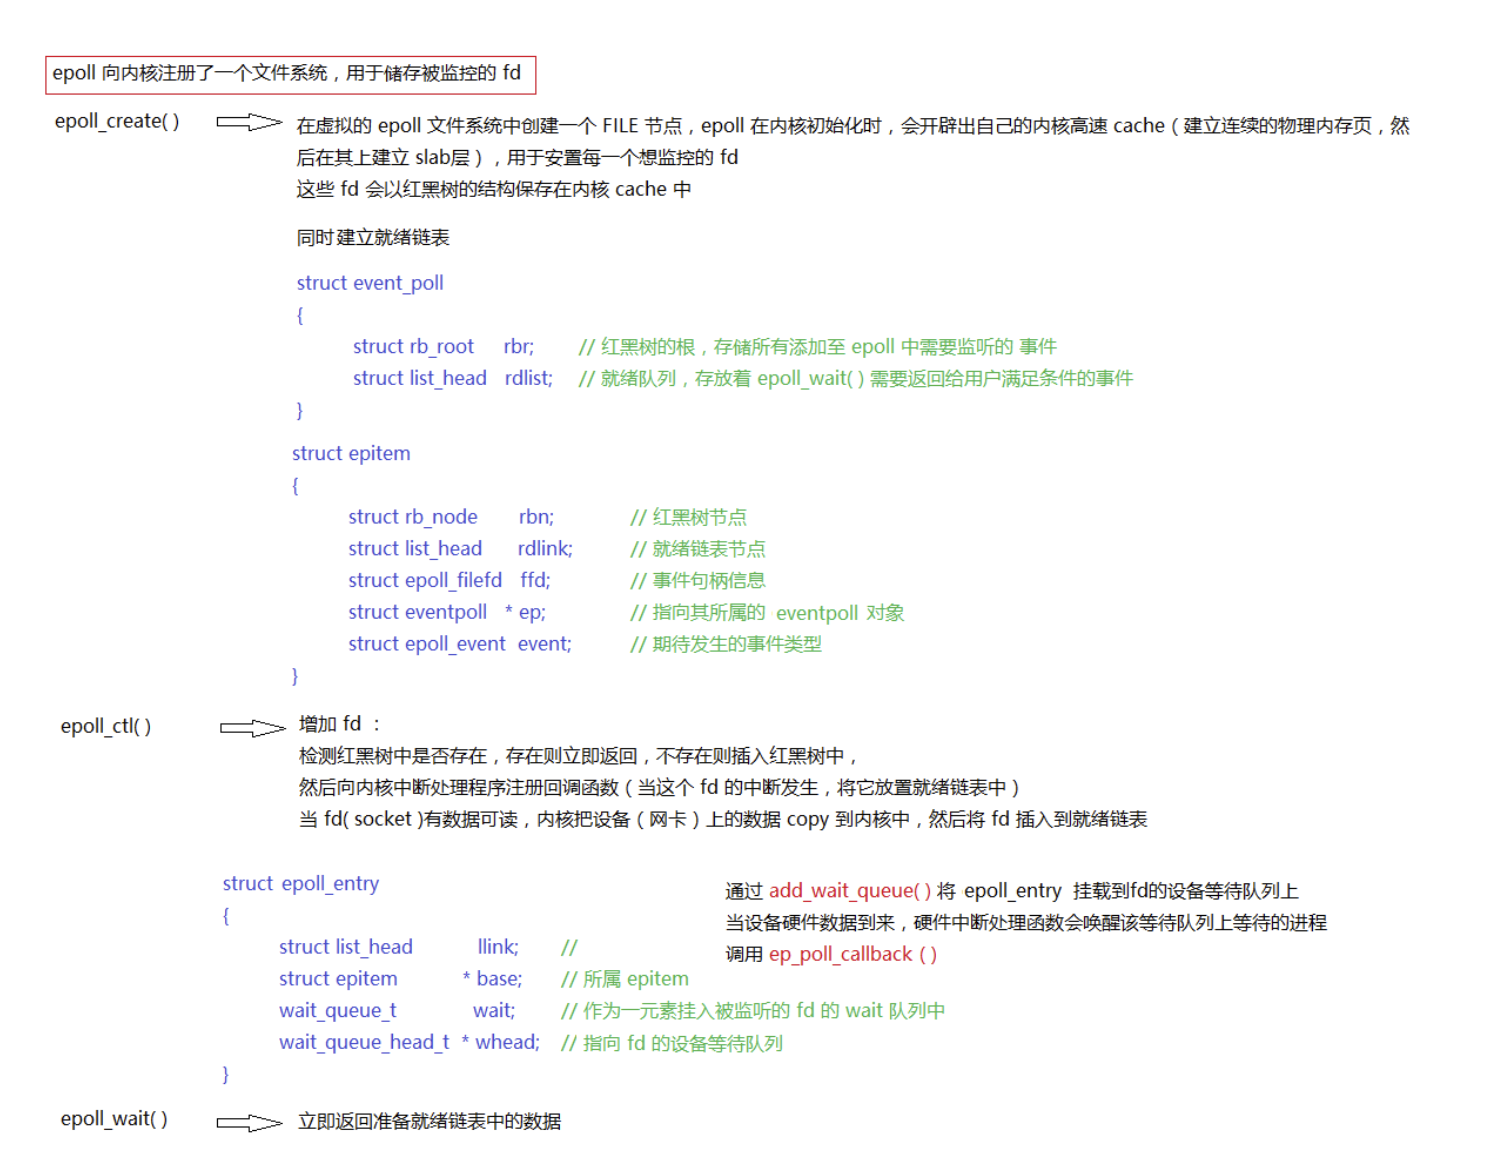 epoll 向内核注册了一个文件系统，用于储存被监控的 fd
epoll_create( )
在虚拟的 epoll 文件系统中创建一个 FILE 节点，epoll 在内核初始化时，会开辟出自己的内核高速 cache（建立连续的物理内存页，然
后在其上建立 slab层），用于安置每一个想监控的 fd
这些 fd 会以红黑树的结构保存在内核 cache 中
同时建立就绪链表
struct event_poll
{
struct rb_root rbr; // 红黑树的根，存储所有添加至 epoll 中需要监听的 事件
struct list_head rdlist; // 就绪队列，存放着 epoll_wait( ) 需要返回给用户满足条件的事件
}
struct epitem
{
struct rb_node rbn; // 红黑树节点
struct list_head rdlink; // 就绪链表节点
struct epoll_filefd ffd; // 事件句柄信息
struct eventpoll * ep; // 指向其所属的 eventpoll 对象
struct epoll_event event; // 期待发生的事件类型
}
epoll_ctl( )
增加 fd ：
检测红黑树中是否存在，存在则立即返回，不存在则插入红黑树中，
然后向内核中断处理程序注册回调函数（当这个 fd 的中断发生，将它放置就绪链表中）
当 fd( socket )有数据可读，内核把设备（网卡）上的数据 copy 到内核中，然后将 fd 插入到就绪链表
struct epoll_entry
{
struct list_head llink; //
struct epitem * base; // 所属 epitem
wait_queue_t wait; // 作为一元素挂入被监听的 fd 的 wait 队列中
wait_queue_head_t * whead; // 指向 fd 的设备等待队列
}
通过 add_wait_queue( ) 将 epoll_entry 挂载到fd的设备等待队列上
当设备硬件数据到来，硬件中断处理函数会唤醒该等待队列上等待的进程
调用 ep_poll_callback ( )
epoll_wait( )
立即返回准备就绪链表中的数据